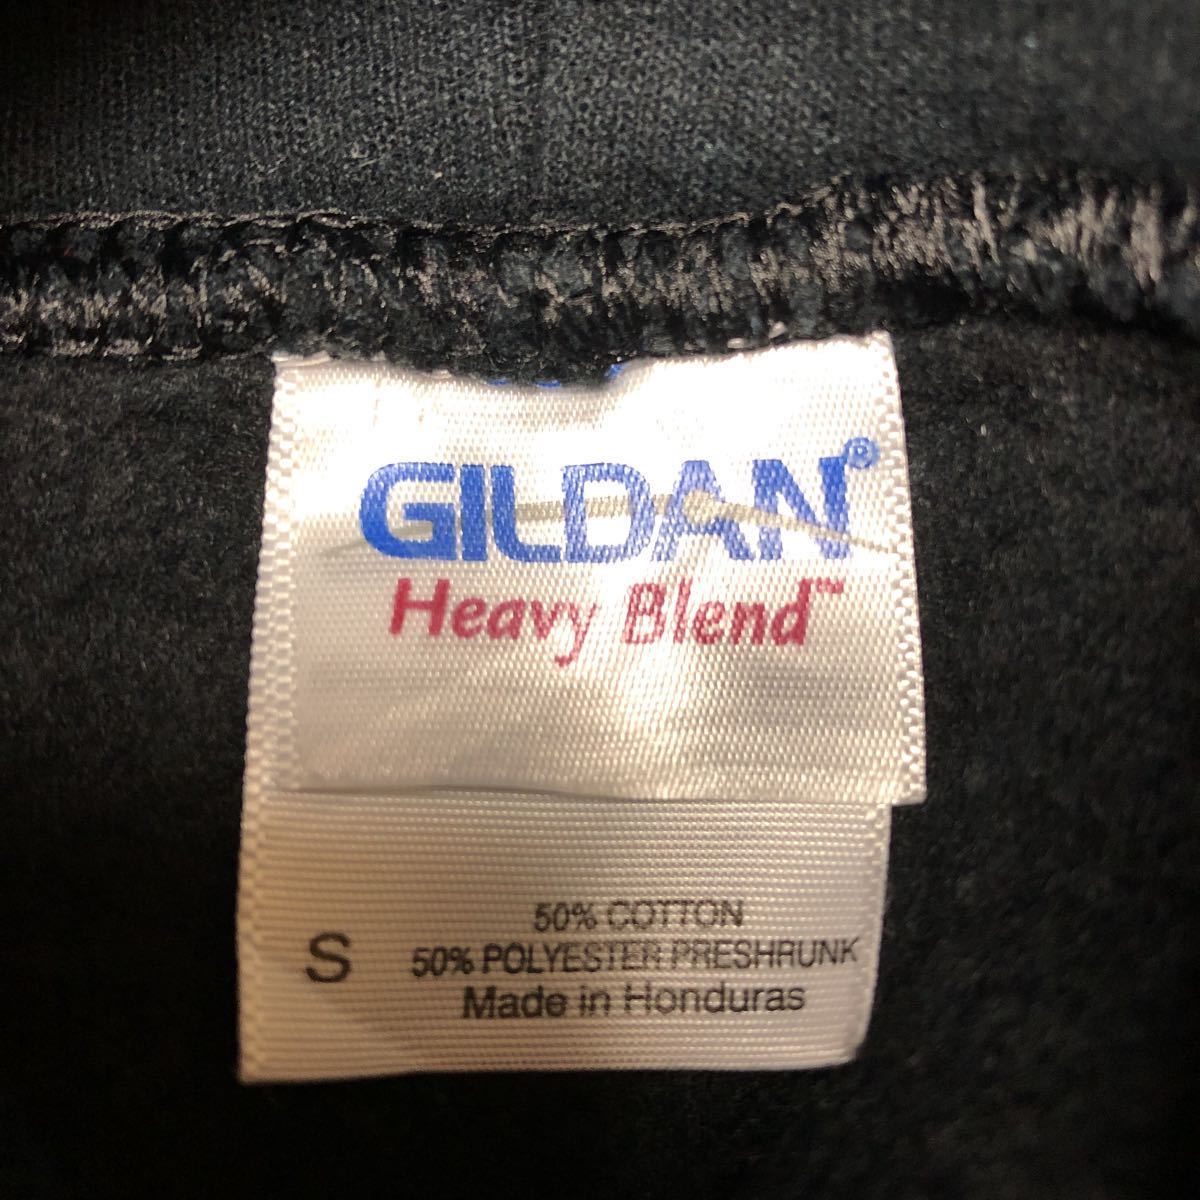 GILDAN®
Heavy Blend™
S
50% COTTON
50% POLYESTER PRESHRUNK
Made in Honduras